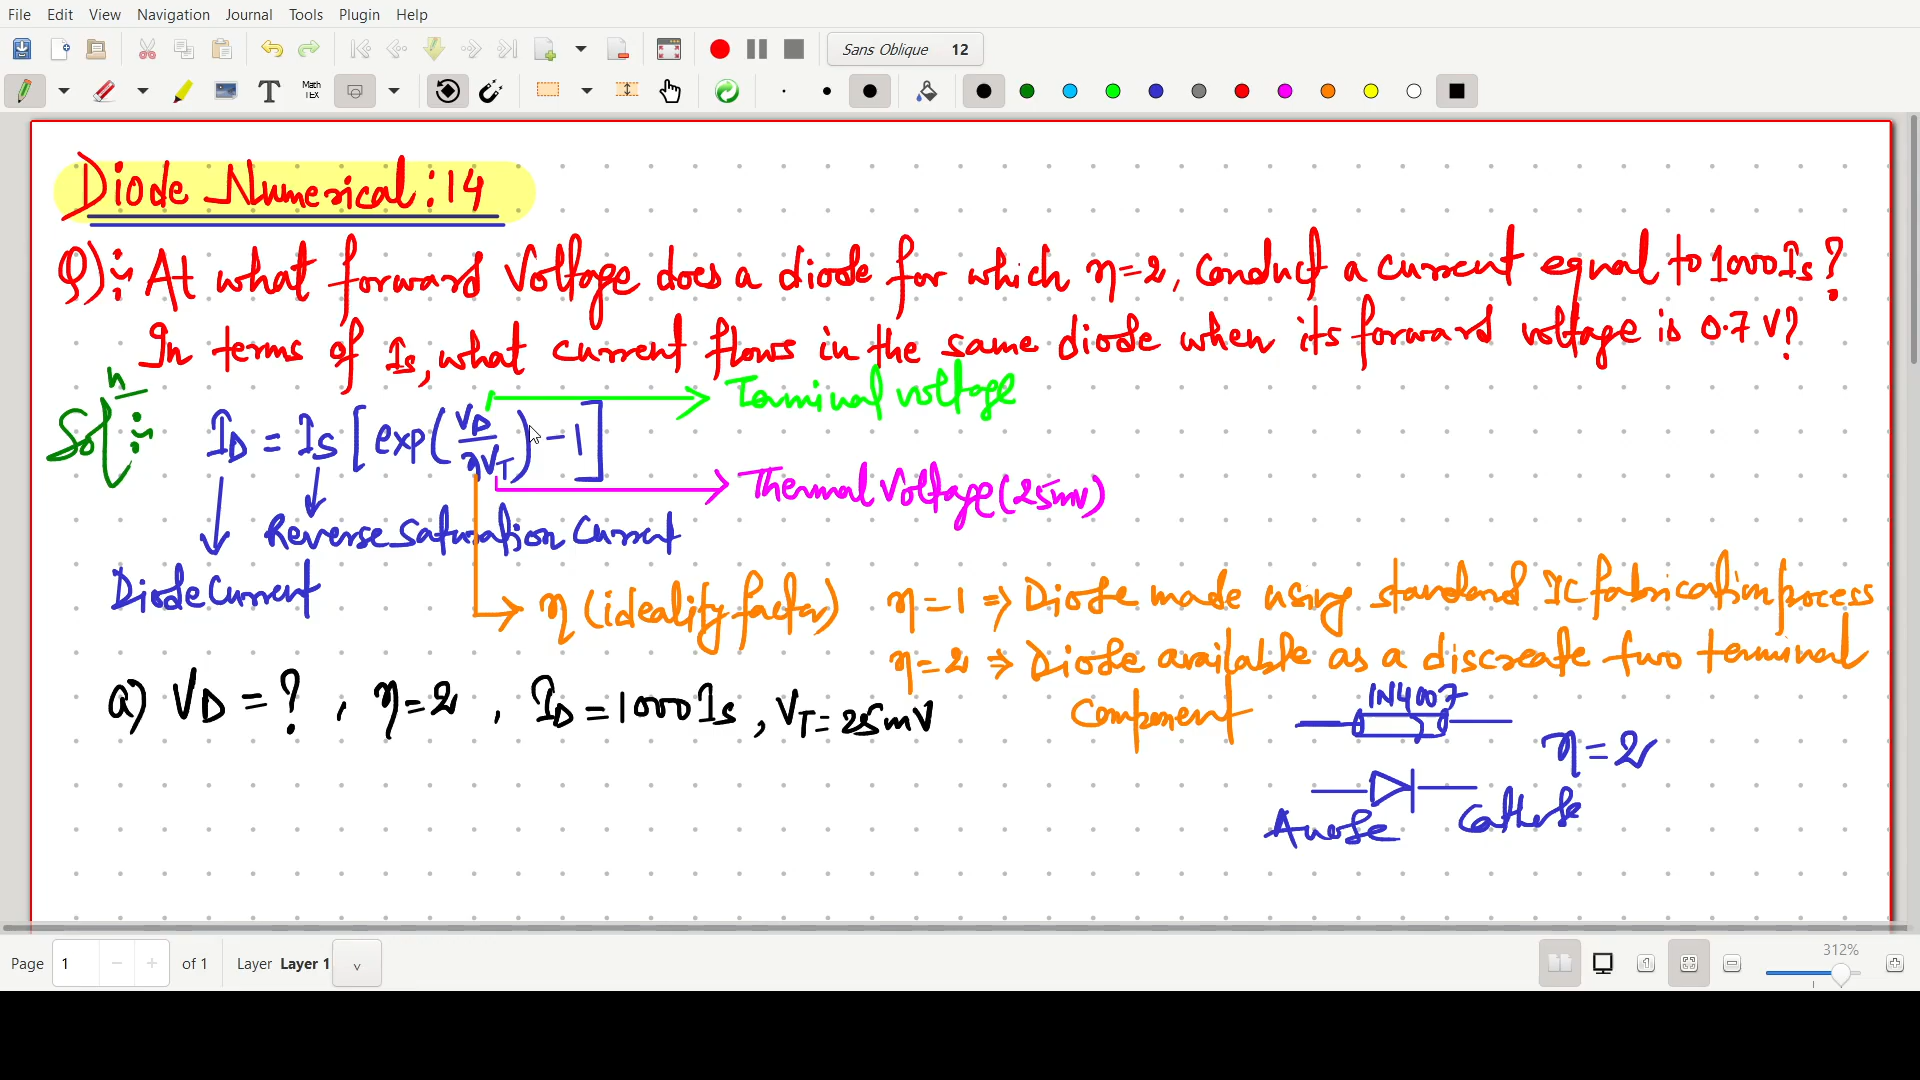 File Edit View Navigation Journal Tools Plugin Help
Sans Oblique 12
T Math TEX
Diode Numerical: 14
Q):- At what forward Voltage does a diode for which η=2, conduct a current equal to 1000Is?
In terms of Is, what current flows in the same diode when its forward voltage is 0.7 V?
Solⁿ:-
ID = IS [exp(VD/ηVT) - 1]
Terminal voltage
Thermal Voltage (25mV)
Reverse Saturation Current
Diode Current
η (ideality factor)
η=1 ⇒ Diode made using standard IC fabrication process
η=2 ⇒ Diode available as a discreate two terminal
Component
1N4007
η=2
Anode Cathode
a) VD = ? , η=2 , ID = 1000 Is , VT = 25mV
Page 1 of 1 Layer Layer 1
312%